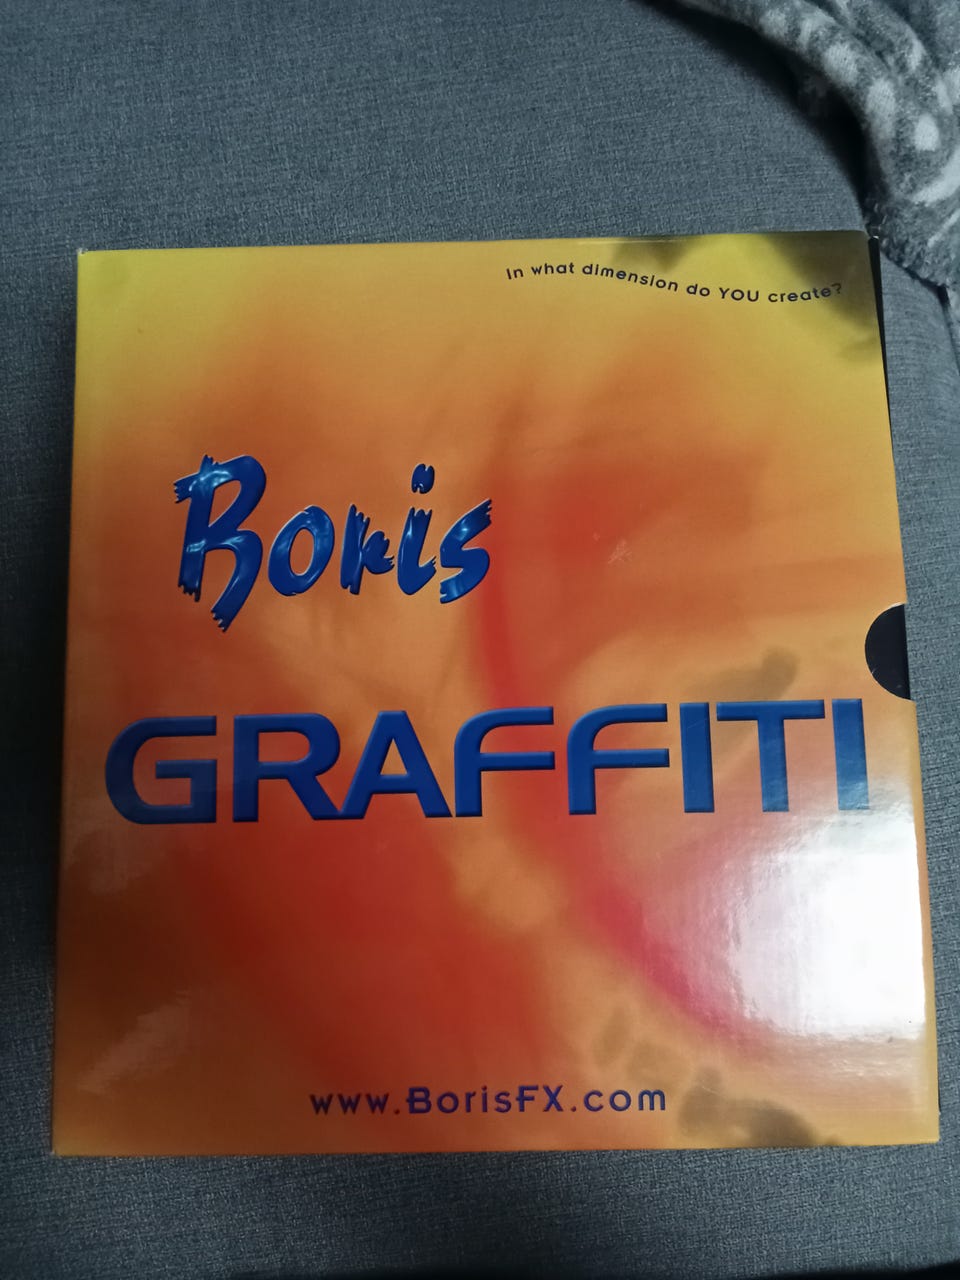 In what dimension do YOU create?
Boris
GRAFFITI
www.BorisFX.com